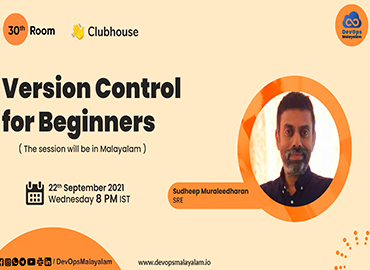 30th Room
Clubhouse
DevOps
Malayalam
Version Control
for Beginners
( The session will be in Malayalam )
22nd September 2021
Wednesday 8 PM IST
Sudheep Muraleedharan
SRE
/ DevOpsMalayalam
www.devopsmalayalam.io